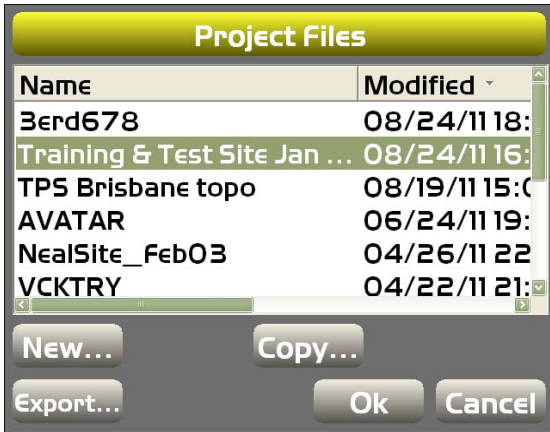 Project Files
Name Modified
3erd678 08/24/11 18:
Training & Test Site Jan ... 08/24/11 16:
TPS Brisbane topo 08/19/11 15:0
AVATAR 06/24/11 19:
NealSite_Feb03 04/26/11 22
VCKTRY 04/22/11 21:
New... Copy...
Export... Ok Cancel